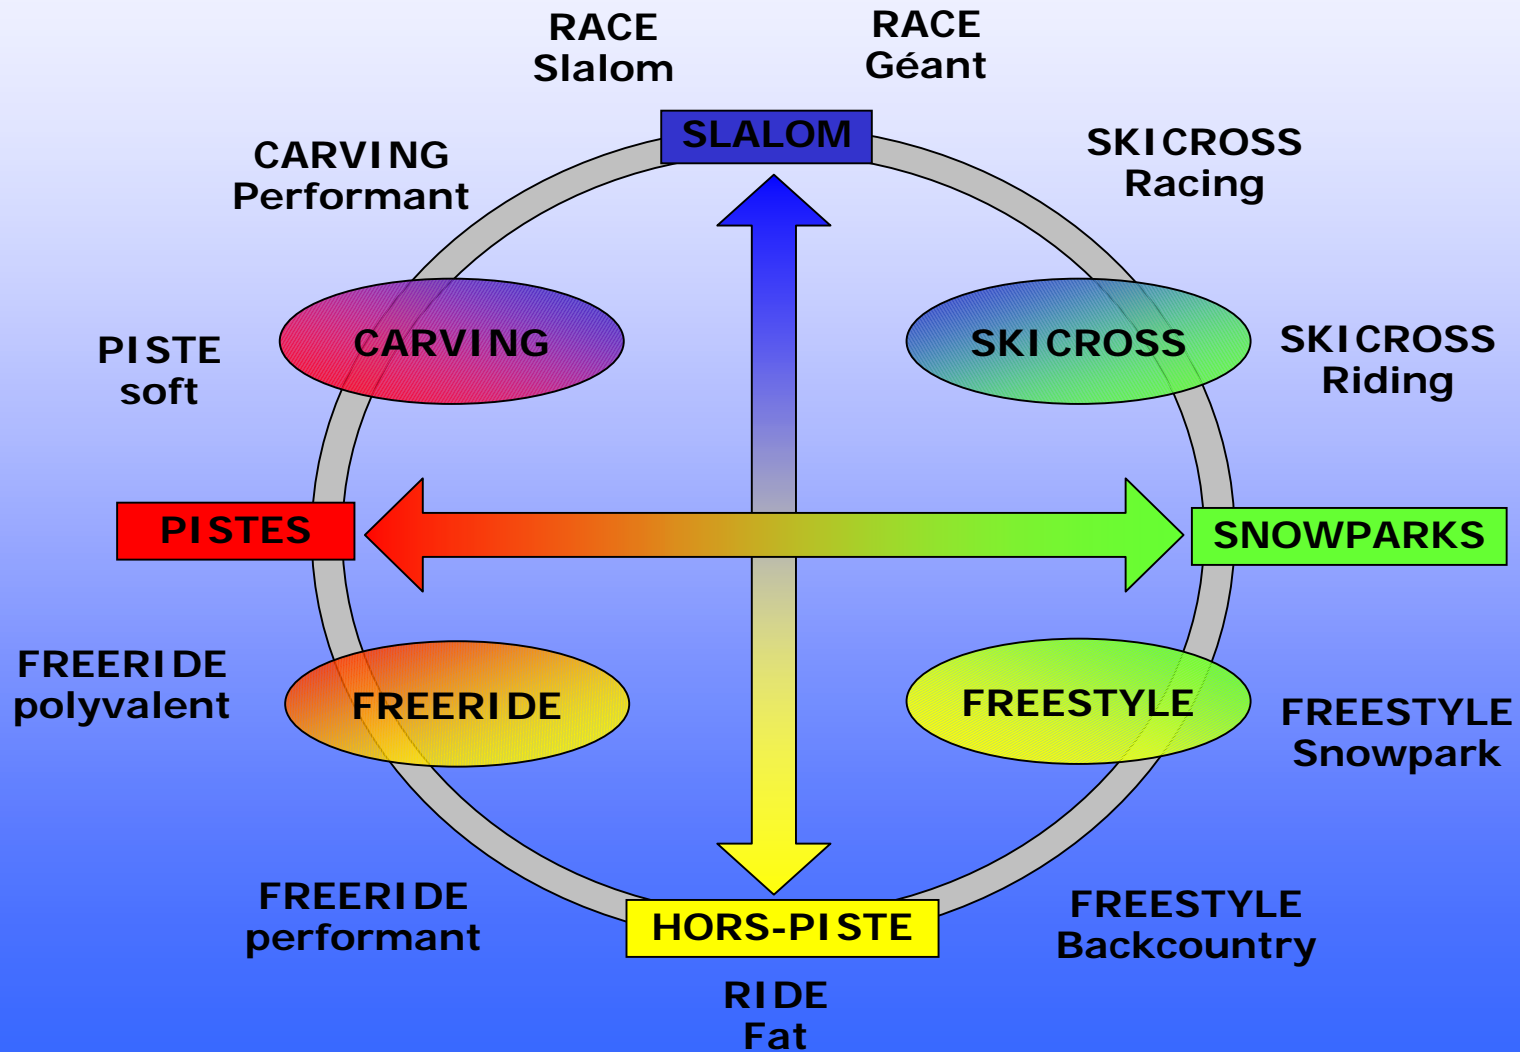 RACE
Slalom
RACE
Géant
SLALOM
CARVING
Performant
SKICROSS
Racing
CARVING
SKICROSS
PISTE
soft
SKICROSS
Riding
PISTES
SNOWPARKS
FREERIDE
polyvalent
FREERIDE
FREESTYLE
FREESTYLE
Snowpark
FREERIDE
performant
HORS-PISTE
FREESTYLE
Backcountry
RIDE
Fat